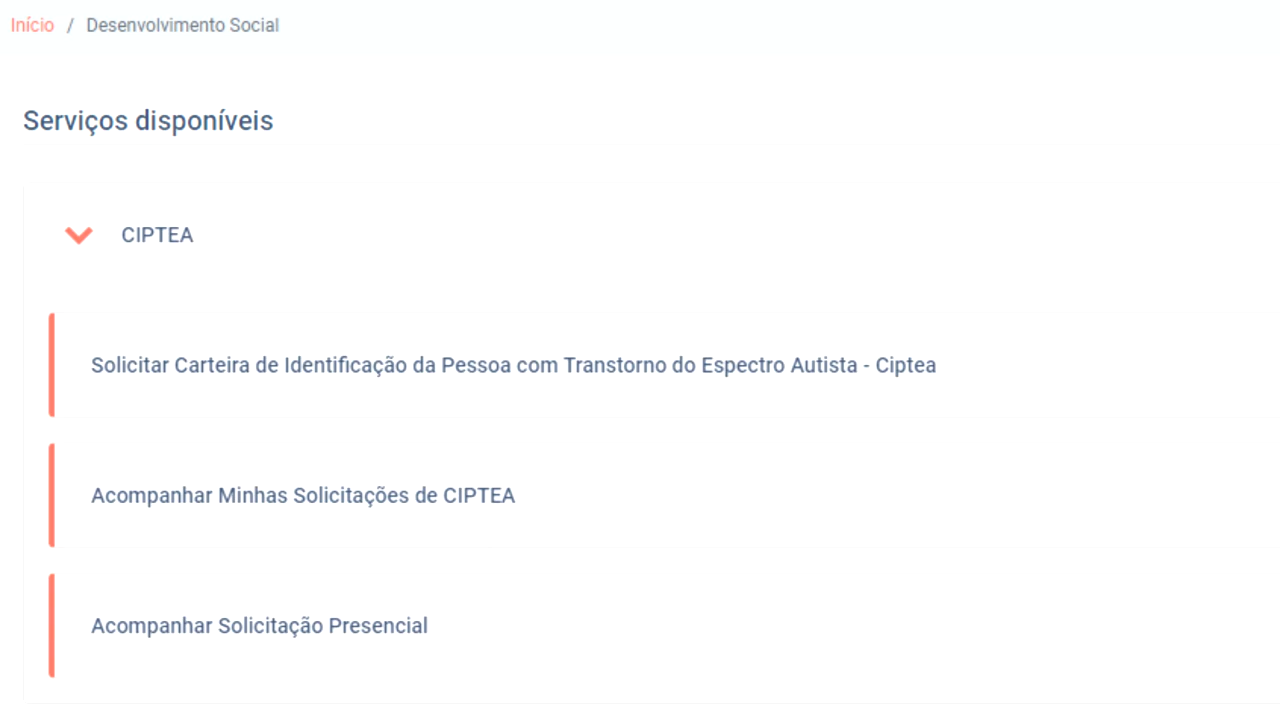 Início / Desenvolvimento Social
Serviços disponíveis
CIPTEA
Solicitar Carteira de Identificação da Pessoa com Transtorno do Espectro Autista - Ciptea
Acompanhar Minhas Solicitações de CIPTEA
Acompanhar Solicitação Presencial